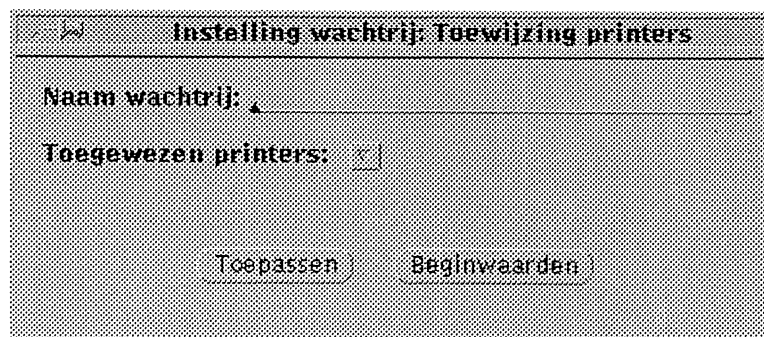 Instelling wachtrij: Toewijzing printers
Naam wachtrij:
Toegewezen printers:
Toepassen Beginwaarden